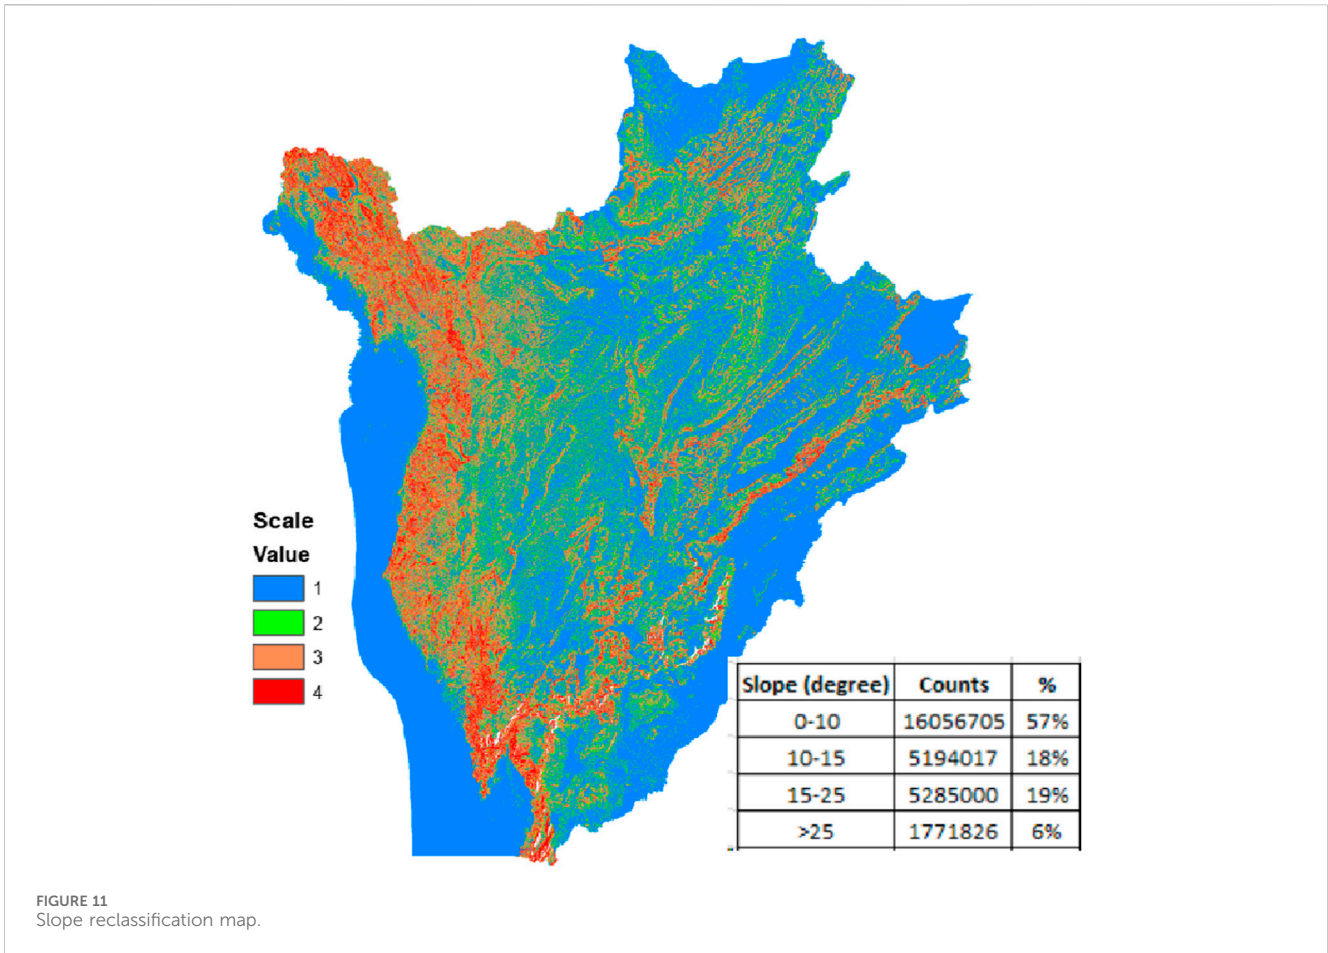 Scale
Value
1
2
3
4
Slope (degree) Counts %
0-10 16056705 57%
10-15 5194017 18%
15-25 5285000 19%
>25 1771826 6%
FIGURE 11
Slope reclassification map.